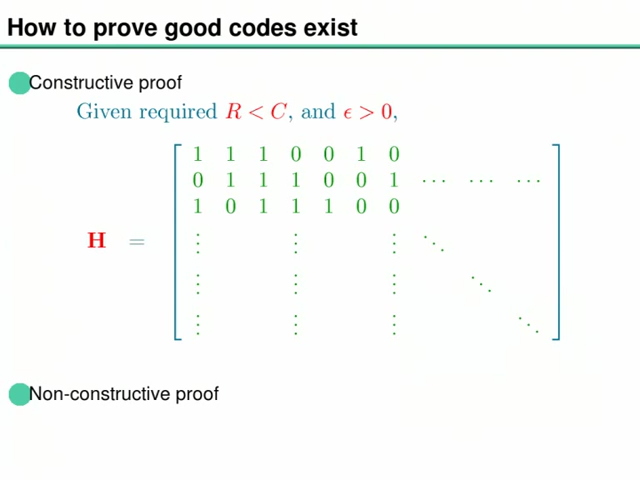 How to prove good codes exist
Constructive proof
Given required R < C, and ϵ > 0,
1 1 1 0 0 1 0
0 1 1 1 0 0 1 ⋯ ⋯ ⋯
1 0 1 1 1 0 0
H = ⋮ ⋮ ⋮ ⋱
⋮ ⋮ ⋮ ⋱
⋮ ⋮ ⋮ ⋱
Non-constructive proof